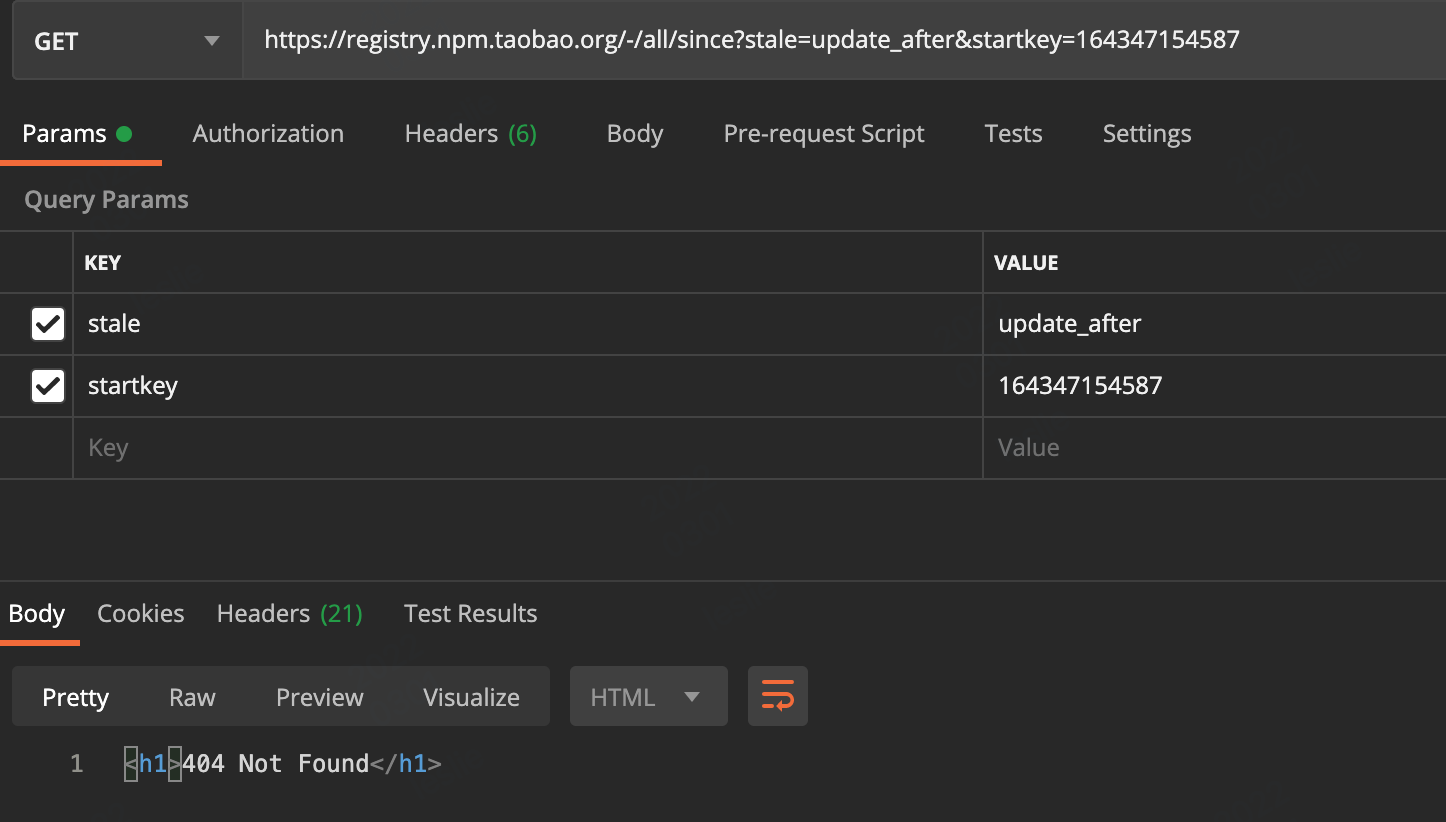 GET https://registry.npm.taobao.org/-/all/since?stale=update_after&startkey=164347154587
Params Authorization Headers (6) Body Pre-request Script Tests Settings
Query Params
KEY VALUE
stale update_after
startkey 164347154587
Key Value
Body Cookies Headers (21) Test Results
Pretty Raw Preview Visualize HTML
1 <h1>404 Not Found</h1>